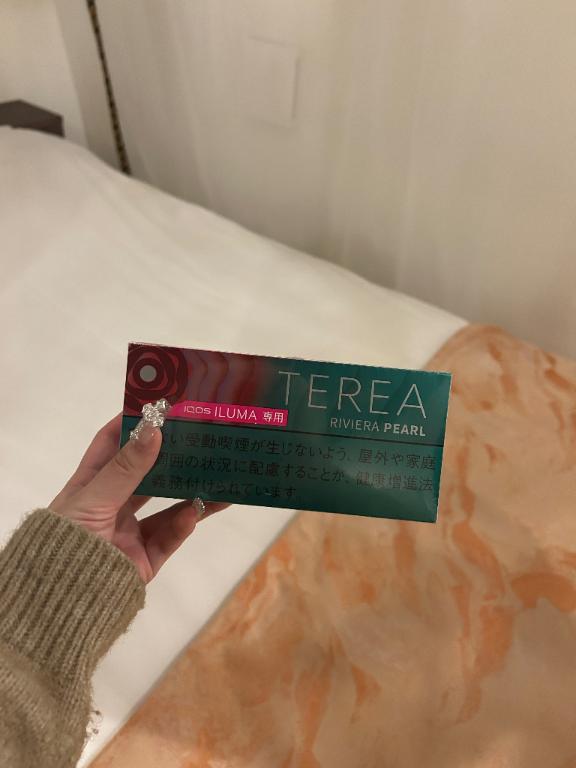 TEREA
RIVIERA PEARL
IQOS ILUMA 専用
い受動喫煙が生じないよう、屋外や家庭
周囲の状況に配慮することが、健康増進法
義務付けられています。